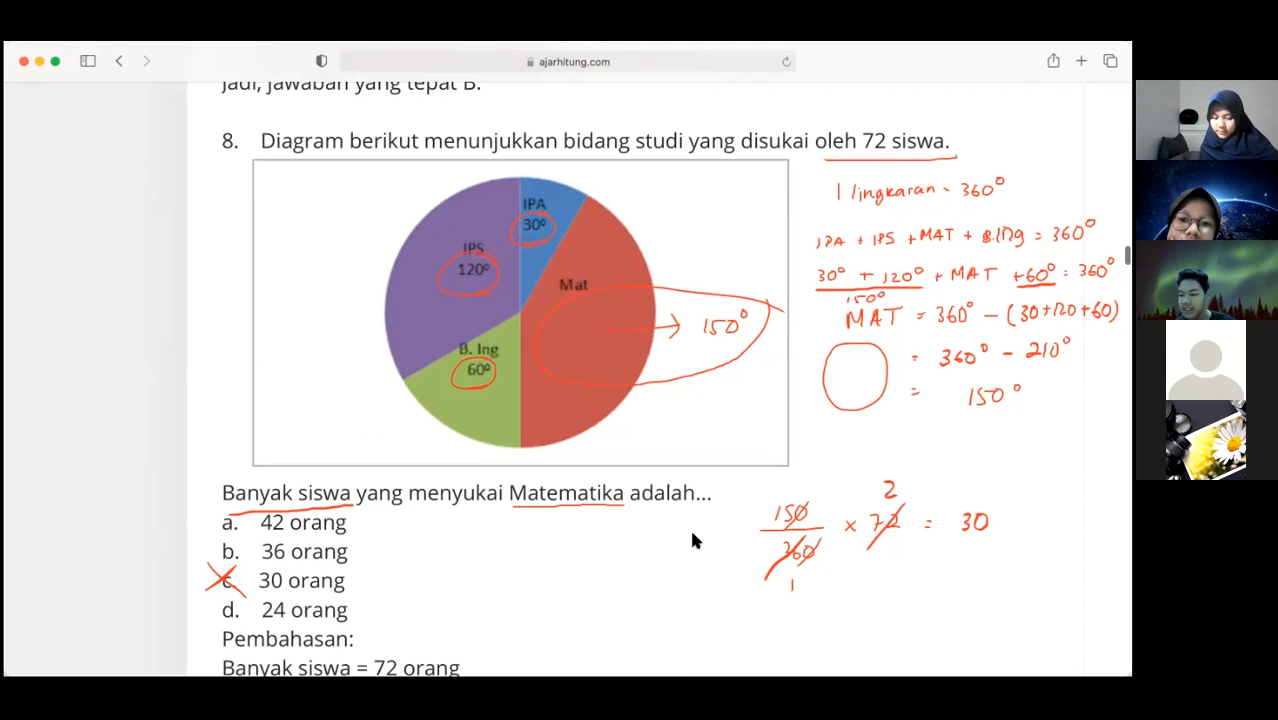 ajarhitung.com
jadi, jawaban yang tepat B.
8. Diagram berikut menunjukkan bidang studi yang disukai oleh 72 siswa.
IPA
30°
IPS
120°
Mat
150°
B. Ing
60°
1 lingkaran = 360°
IPA + IPS + MAT + B.Ing = 360°
30° + 120° + MAT + 60° = 360°
150°
MAT = 360° - (30+120+60)
= 360° - 210°
= 150°
Banyak siswa yang menyukai Matematika adalah...
a. 42 orang
b. 36 orang
c. 30 orang
d. 24 orang
2
150
360 × 72 = 30
1
Pembahasan:
Banyak siswa = 72 orang